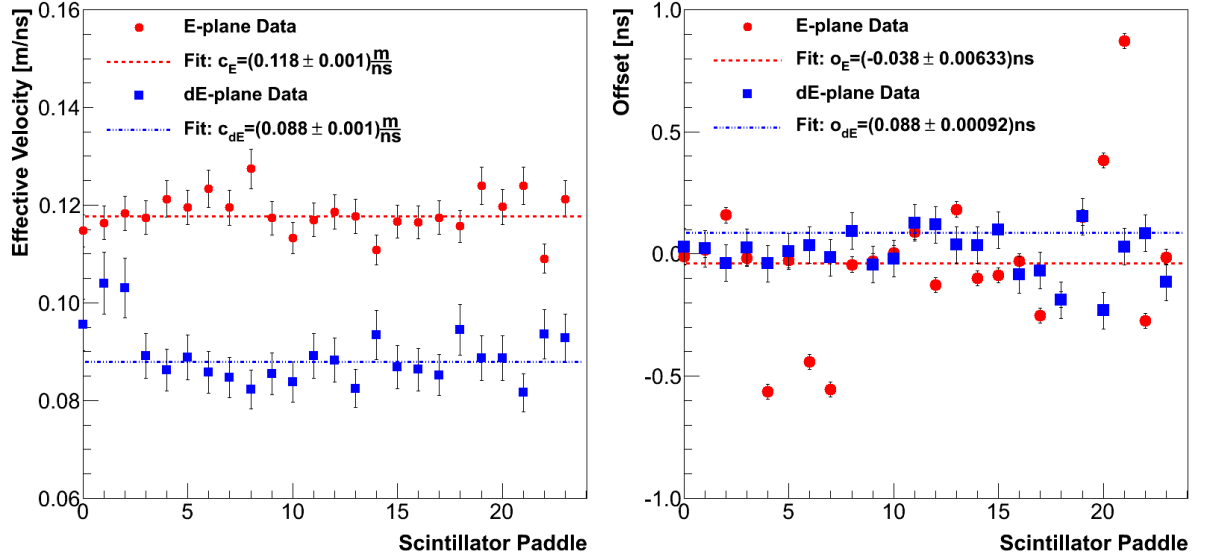 0.16
0.14
0.12
0.10
0.08
0.06
Effective Velocity [m/ns]
E-plane Data
Fit: c_E=(0.118 ± 0.001) m/ns
dE-plane Data
Fit: c_dE=(0.088 ± 0.001) m/ns
0 5 10 15 20
Scintillator Paddle
1.0
0.5
0.0
-0.5
-1.0
Offset [ns]
E-plane Data
Fit: o_E=(-0.038 ± 0.00633)ns
dE-plane Data
Fit: o_dE=(0.088 ± 0.00092)ns
0 5 10 15 20
Scintillator Paddle